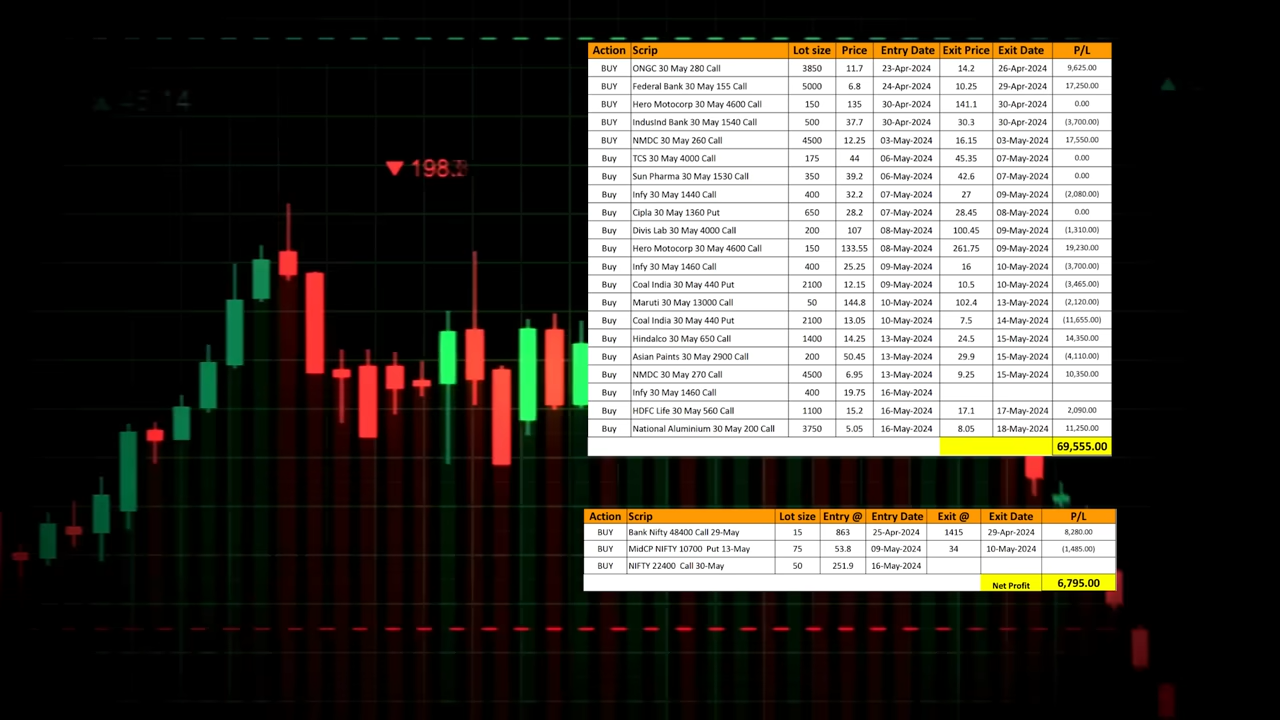 45.14
198.
Action Scrip Lot size Price Entry Date Exit Price Exit Date P/L
BUY ONGC 30 May 280 Call 3850 11.7 23-Apr-2024 14.2 26-Apr-2024 9,625.00
BUY Federal Bank 30 May 155 Call 5000 6.8 24-Apr-2024 10.25 29-Apr-2024 17,250.00
BUY Hero Motocorp 30 May 4600 Call 150 135 30-Apr-2024 141.1 30-Apr-2024 0.00
BUY IndusInd Bank 30 May 1540 Call 500 37.7 30-Apr-2024 30.3 30-Apr-2024 (3,700.00)
BUY NMDC 30 May 260 Call 4500 12.25 03-May-2024 16.15 03-May-2024 17,550.00
Buy TCS 30 May 4000 Call 175 44 06-May-2024 45.35 07-May-2024 0.00
Buy Sun Pharma 30 May 1530 Call 350 39.2 06-May-2024 42.6 07-May-2024 0.00
Buy Infy 30 May 1440 Call 400 32.2 07-May-2024 27 09-May-2024 (2,080.00)
Buy Cipla 30 May 1360 Put 650 28.2 07-May-2024 28.45 08-May-2024 0.00
Buy Divis Lab 30 May 4000 Call 200 107 08-May-2024 100.45 09-May-2024 (1,310.00)
Buy Hero Motocorp 30 May 4600 Call 150 133.55 08-May-2024 261.75 09-May-2024 19,230.00
Buy Infy 30 May 1460 Call 400 25.25 09-May-2024 16 10-May-2024 (3,700.00)
Buy Coal India 30 May 440 Put 2100 12.15 09-May-2024 10.5 10-May-2024 (3,465.00)
Buy Maruti 30 May 13000 Call 50 144.8 10-May-2024 102.4 13-May-2024 (2,120.00)
Buy Coal India 30 May 440 Put 2100 13.05 10-May-2024 7.5 14-May-2024 (11,655.00)
Buy Hindalco 30 May 650 Call 1400 14.25 13-May-2024 24.5 15-May-2024 14,350.00
Buy Asian Paints 30 May 2900 Call 200 50.45 13-May-2024 29.9 15-May-2024 (4,110.00)
Buy NMDC 30 May 270 Call 4500 6.95 13-May-2024 9.25 15-May-2024 10,350.00
Buy Infy 30 May 1460 Call 400 19.75 16-May-2024
Buy HDFC Life 30 May 560 Call 1100 15.2 16-May-2024 17.1 17-May-2024 2,090.00
Buy National Aluminium 30 May 200 Call 3750 5.05 16-May-2024 8.05 18-May-2024 11,250.00
69,555.00
Action Scrip Lot size Entry @ Entry Date Exit @ Exit Date P/L
BUY Bank Nifty 48400 Call 29-May 15 863 25-Apr-2024 1415 29-Apr-2024 8,280.00
BUY MidCP NIFTY 10700 Put 13-May 75 53.8 09-May-2024 34 10-May-2024 (1,485.00)
BUY NIFTY 22400 Call 30-May 50 251.9 16-May-2024
Net Profit 6,795.00